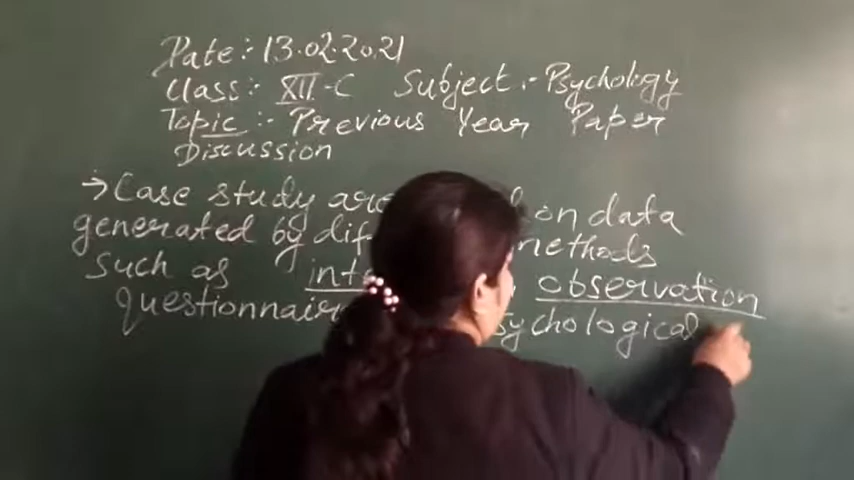 Date :- 13.02.2021
Class :- XII - C Subject :- Psychology
Topic :- Previous Year Paper
Discussion
→ Case study are on data
generated by methods
such as observation
questionnaire psychological